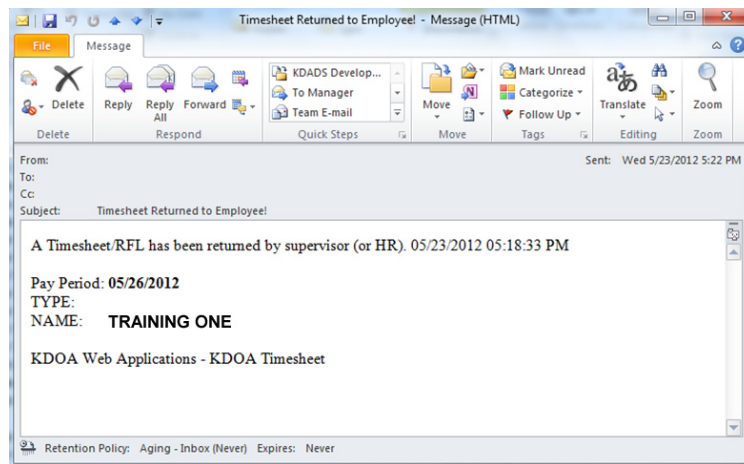 Timesheet Returned to Employee! - Message (HTML)
File Message
Delete
Reply
Reply All
Forward
KDADS Develop...
To Manager
Team E-mail
Move
Mark Unread
Categorize
Follow Up
Translate
Zoom
Delete
Respond
Quick Steps
Move
Tags
Editing
Zoom
From:
Sent: Wed 5/23/2012 5:22 PM
To:
Cc:
Subject: Timesheet Returned to Employee!
A Timesheet/RFL has been returned by supervisor (or HR). 05/23/2012 05:18:33 PM
Pay Period: 05/26/2012
TYPE:
NAME: TRAINING ONE
KDOA Web Applications - KDOA Timesheet
Retention Policy: Aging - Inbox (Never) Expires: Never